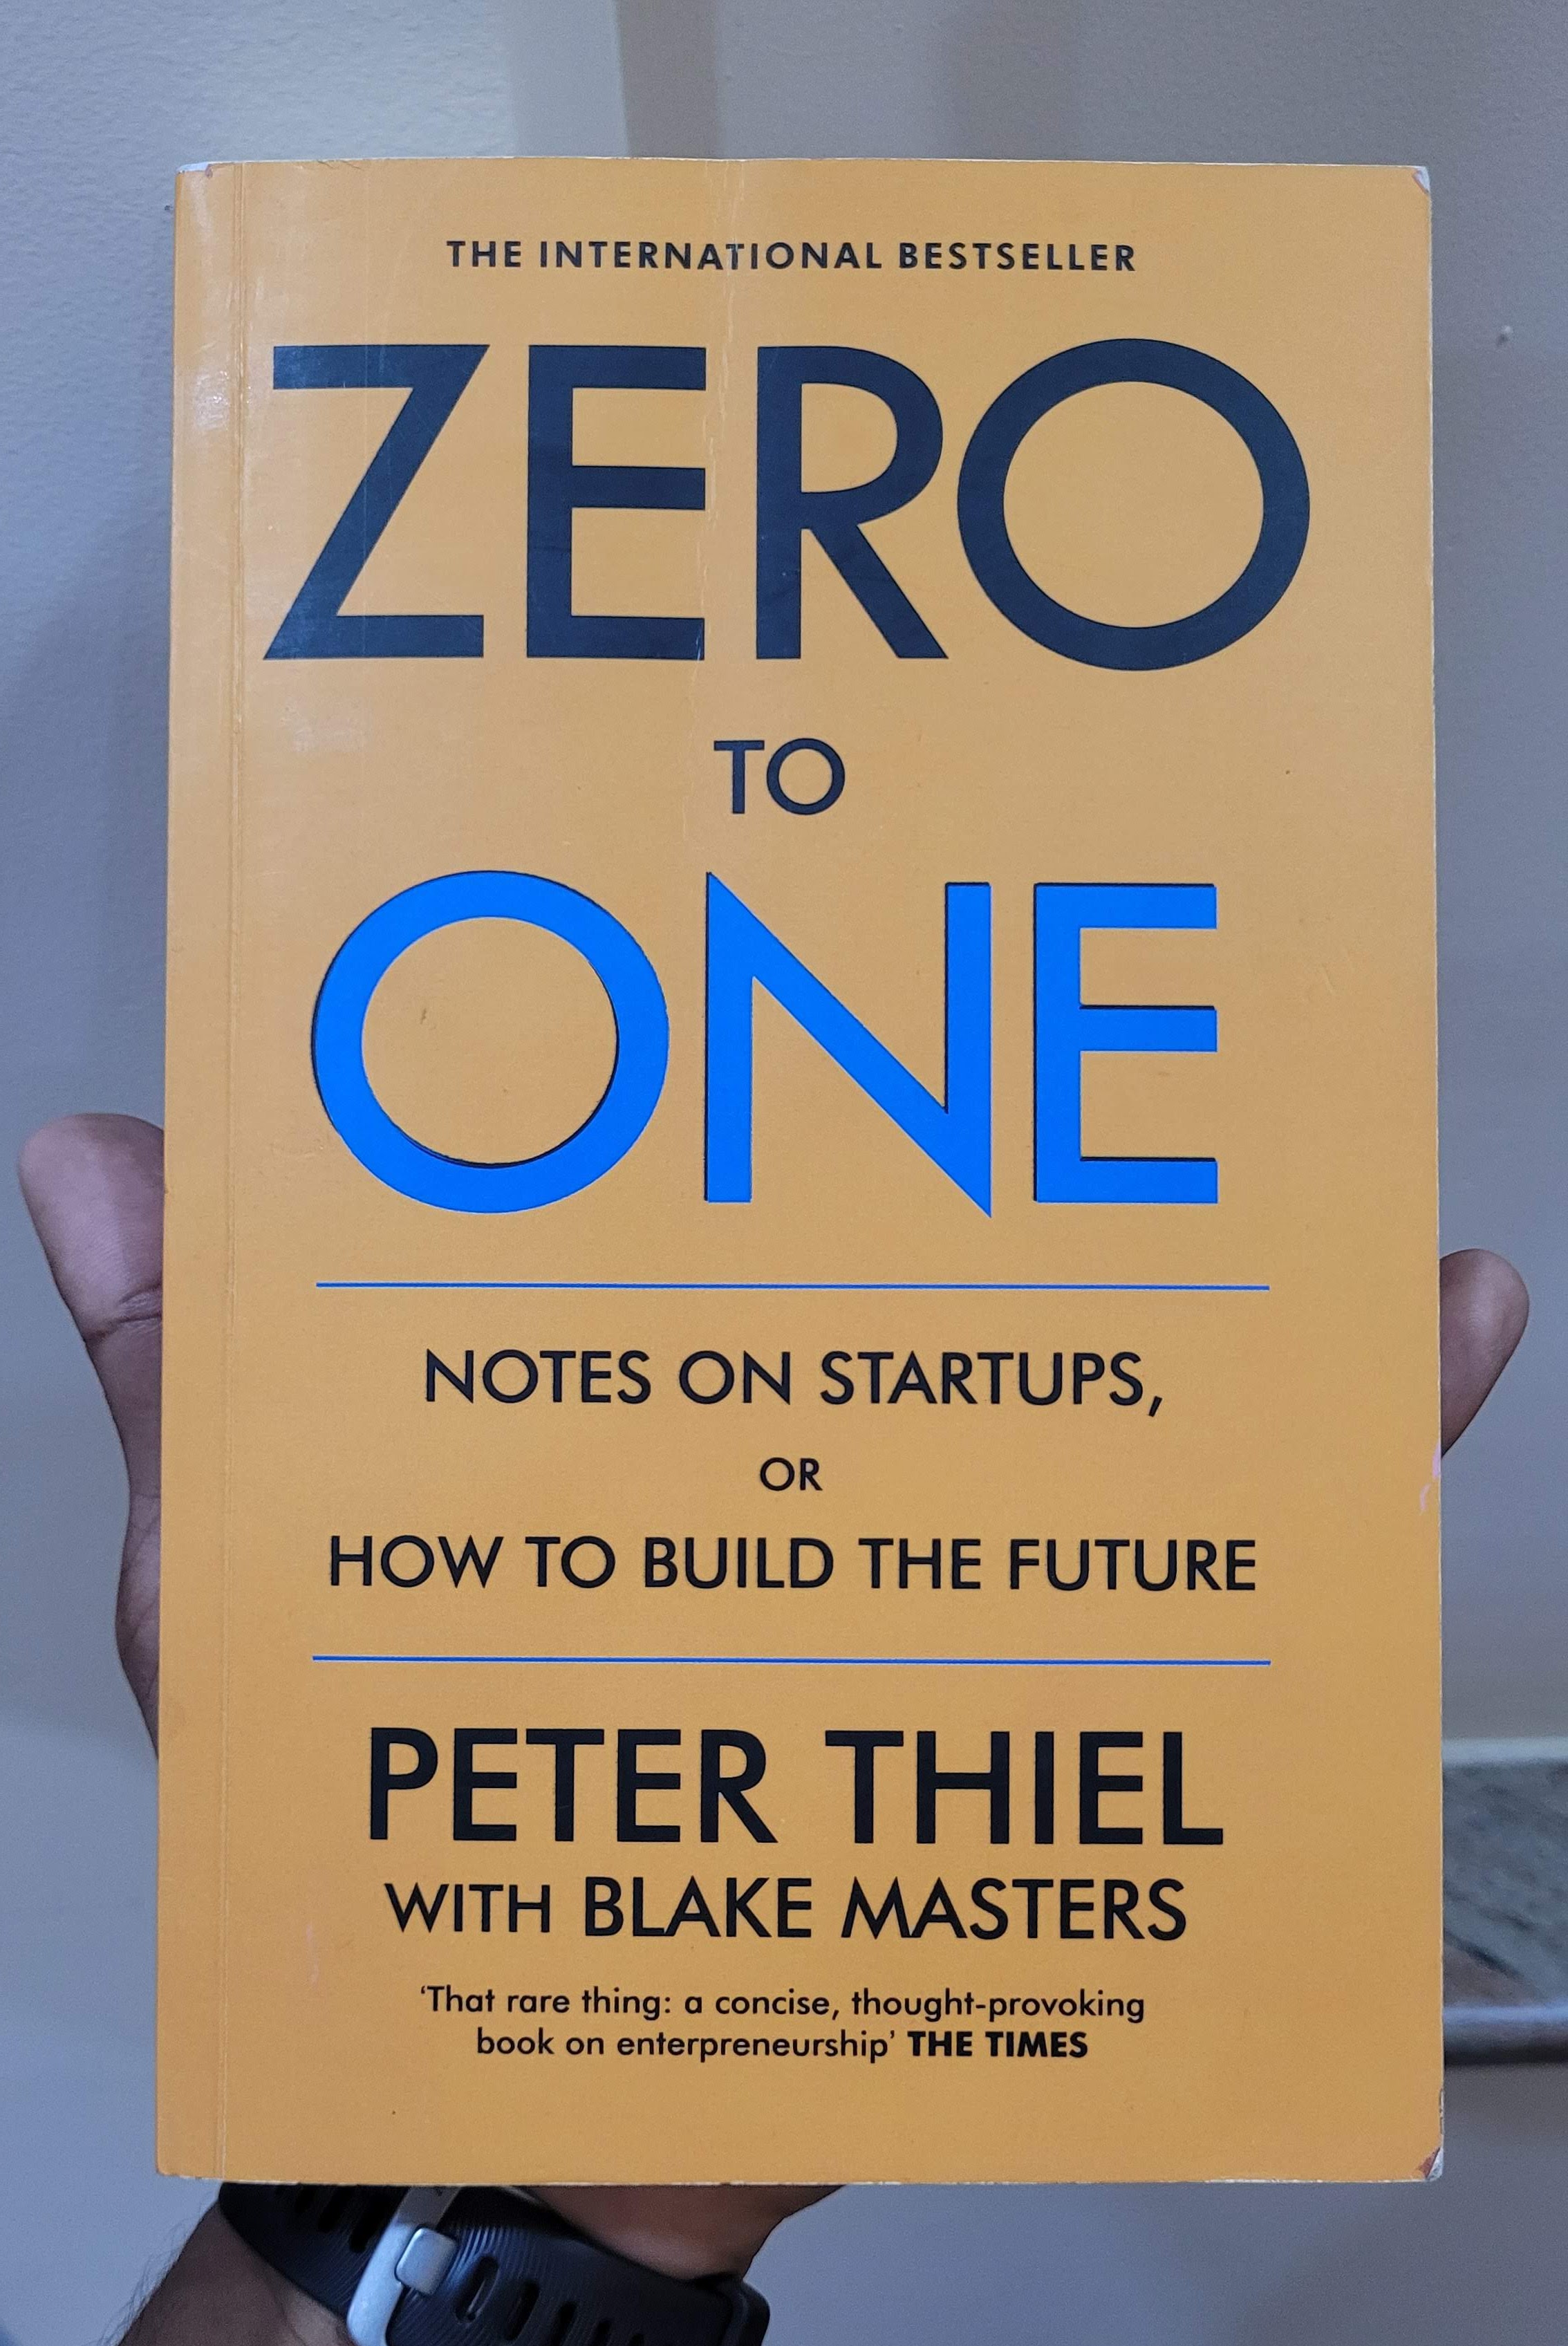 THE INTERNATIONAL BESTSELLER
ZERO
TO
ONE
NOTES ON STARTUPS,
OR
HOW TO BUILD THE FUTURE
PETER THIEL
WITH BLAKE MASTERS
‘That rare thing: a concise, thought-provoking
book on enterpreneurship’ THE TIMES